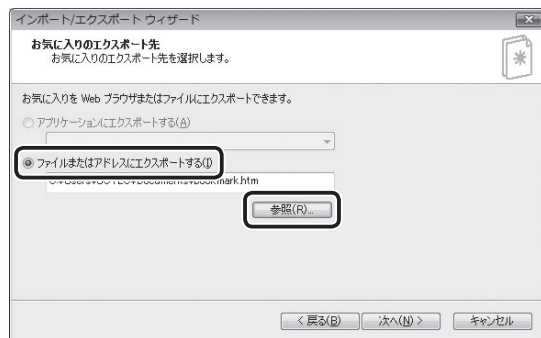 インポート/エクスポート ウィザード
お気に入りのエクスポート先
お気に入りのエクスポート先を選択します。
お気に入りを Web ブラウザまたはファイルにエクスポートできます。
アプリケーションにエクスポートする(A)
ファイルまたはアドレスにエクスポートする(I)
参照(R)...
< 戻る(B)
次へ(N) >
キャンセル